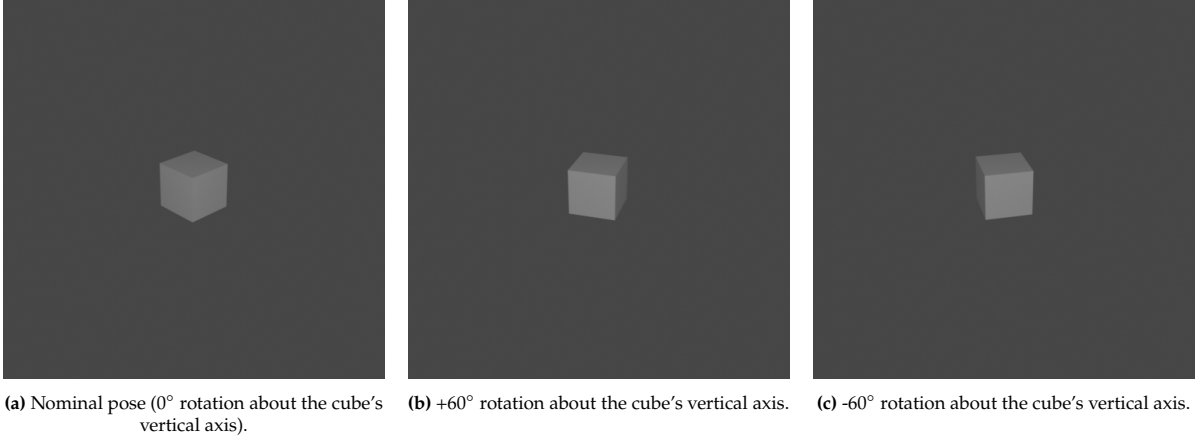 (a) Nominal pose (0° rotation about the cube's
vertical axis).
(b) +60° rotation about the cube's vertical axis.
(c) -60° rotation about the cube's vertical axis.